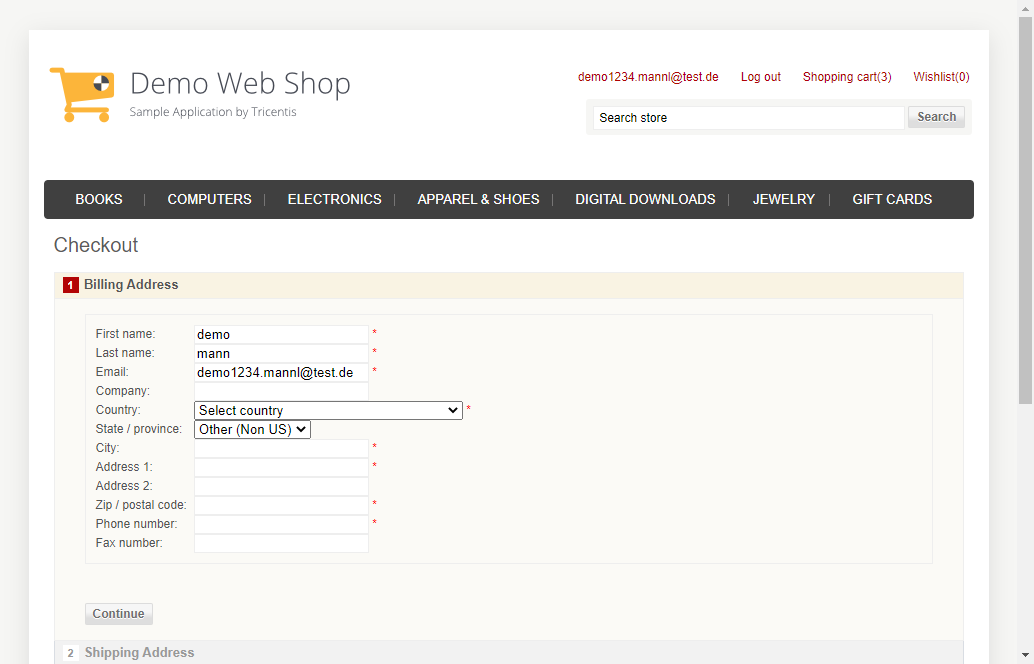 Demo Web Shop
Sample Application by Tricentis
demo1234.mannl@test.de Log out Shopping cart(3) Wishlist(0)
Search store Search
BOOKS COMPUTERS ELECTRONICS APPAREL & SHOES DIGITAL DOWNLOADS JEWELRY GIFT CARDS
Checkout
1 Billing Address
First name: demo *
Last name: mann *
Email: demo1234.mannl@test.de *
Company:
Country: Select country *
State / province: Other (Non US)
City: *
Address 1: *
Address 2:
Zip / postal code: *
Phone number: *
Fax number:
Continue
2 Shipping Address